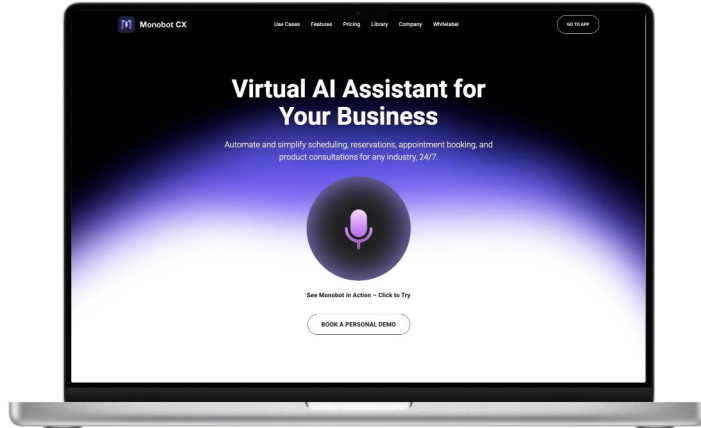 Monobot CX
Use Cases Features Pricing Library Company Whitelabel
GO TO APP
Virtual AI Assistant for
Your Business
Automate and simplify scheduling, reservations, appointment booking, and
product consultations for any industry, 24/7.
See Monobot in Action – Click to Try
BOOK A PERSONAL DEMO